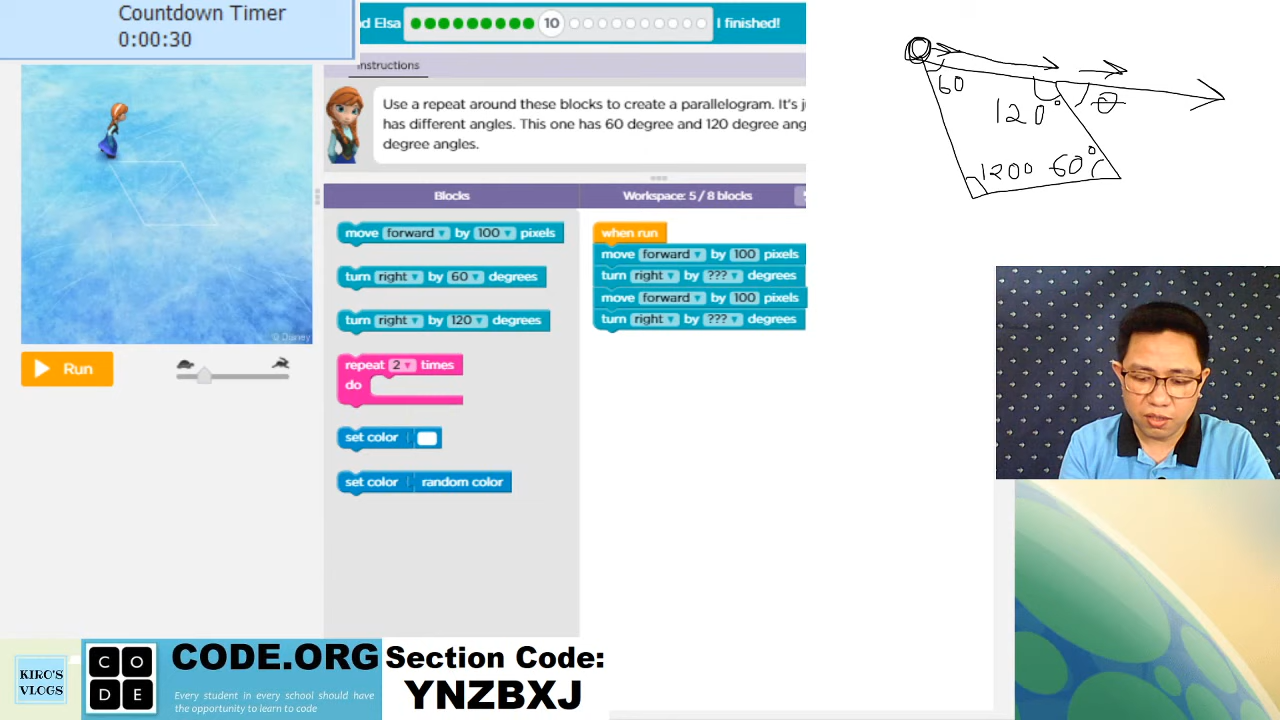 Countdown Timer
0:00:30
d Elsa
10
I finished!
Instructions
Use a repeat around these blocks to create a parallelogram. It's j
has different angles. This one has 60 degree and 120 degree ang
degree angles.
Blocks
Workspace: 5 / 8 blocks
move forward by 100 pixels
turn right by 60 degrees
turn right by 120 degrees
repeat 2 times
do
set color
set color random color
when run
move forward by 100 pixels
turn right by ??? degrees
move forward by 100 pixels
turn right by ??? degrees
© Disney
Run
60
120°
θ
1200 60°
KIRC'S
VLOGS
C O
D E
CODE.ORG
Every student in every school should have
the opportunity to learn to code
Section Code:
YNZBXJ